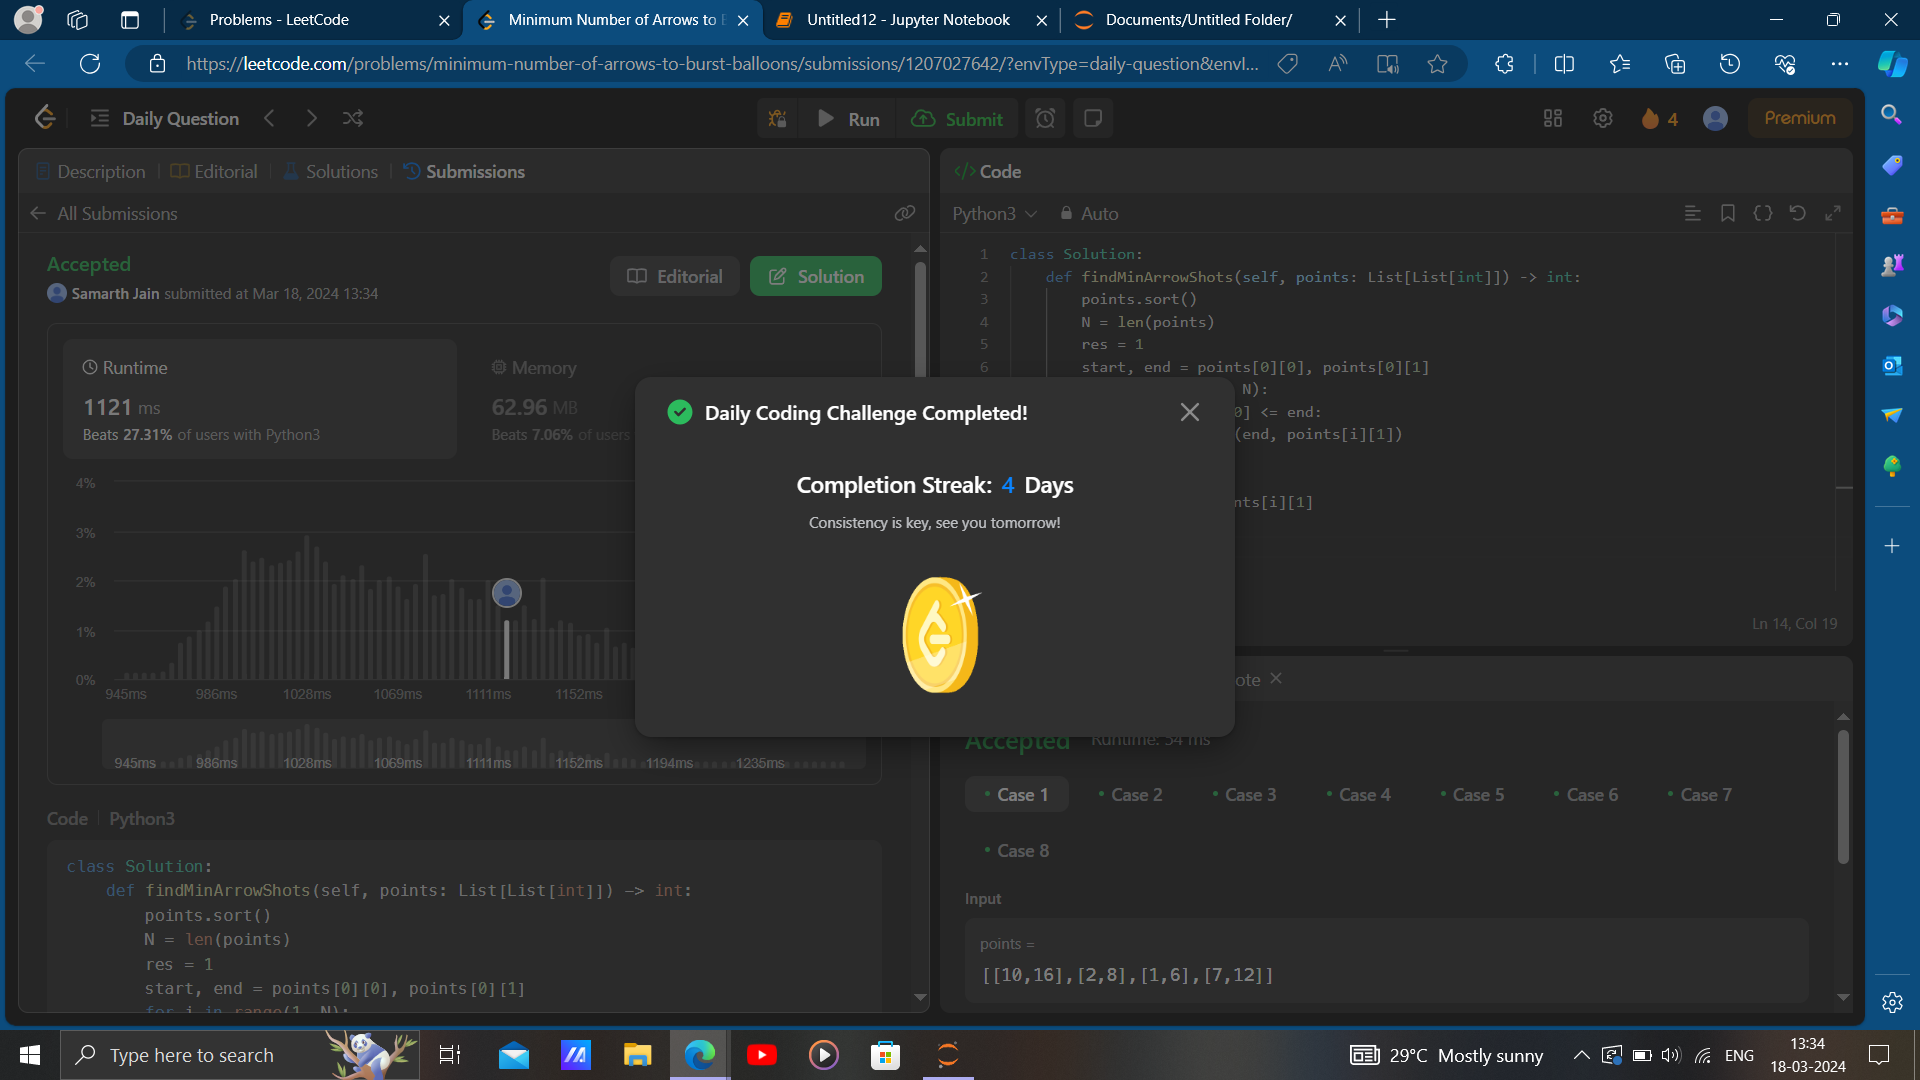 Problems - LeetCode
Minimum Number of Arrows to
Untitled12 - Jupyter Notebook
Documents/Untitled Folder/
https://leetcode.com/problems/minimum-number-of-arrows-to-burst-balloons/submissions/1207027642/?envType=daily-question&envI...
Daily Question
Run
Submit
4
Premium
Description
Editorial
Solutions
Submissions
All Submissions
Accepted
Samarth Jain submitted at Mar 18, 2024 13:34
Editorial
Solution
Runtime
1121 ms
Beats 27.31% of users with Python3
Memory
62.96 MB
Beats 7.06% of users
4%
3%
2%
1%
0%
945ms
986ms
1028ms
1069ms
1111ms
1152ms
945ms
986ms
1028ms
1069ms
1111ms
1152ms
1194ms
1235ms
Code
Python3
class Solution:
def findMinArrowShots(self, points: List[List[int]]) -> int:
points.sort()
N = len(points)
res = 1
start, end = points[0][0], points[0][1]
for i in range(1, N):
Code
Python3
Auto
1 class Solution:
2 def findMinArrowShots(self, points: List[List[int]]) -> int:
3 points.sort()
4 N = len(points)
5 res = 1
6 start, end = points[0][0], points[0][1]
N):
0] <= end:
(end, points[i][1])
nts[i][1]
Ln 14, Col 19
Daily Coding Challenge Completed!
Completion Streak: 4 Days
Consistency is key, see you tomorrow!
ote
Accepted
Runtime: 54 ms
Case 1
Case 2
Case 3
Case 4
Case 5
Case 6
Case 7
Case 8
Input
points =
[[10,16],[2,8],[1,6],[7,12]]
Type here to search
29°C Mostly sunny
ENG
13:34
18-03-2024